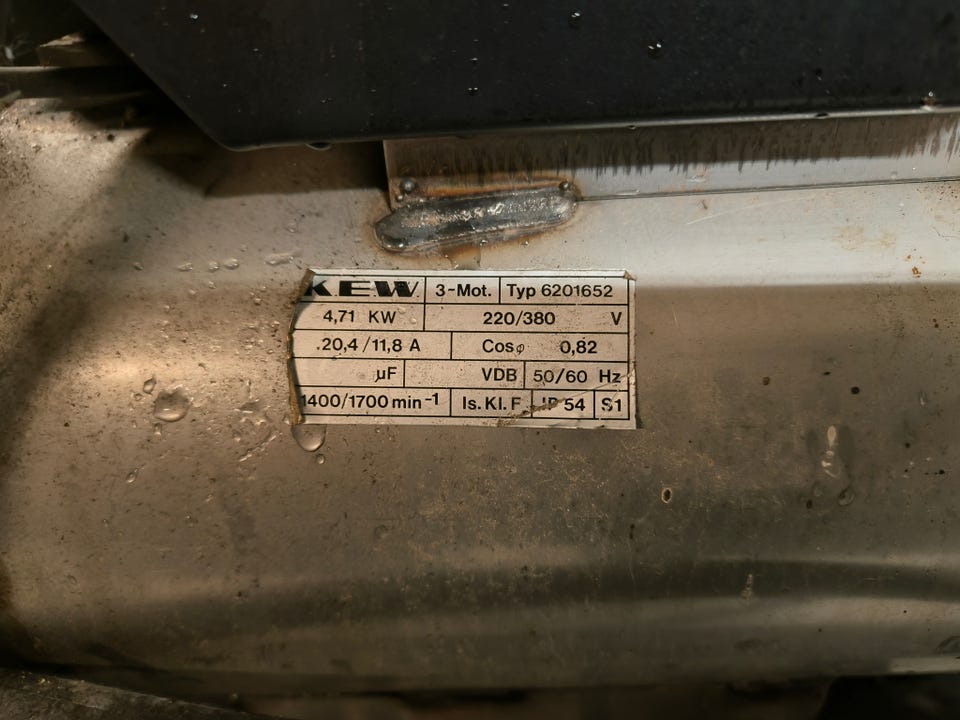 KEW 3~Mot. Typ 6201652
4,71 KW 220/380 V
20,4/11,8 A Cosφ 0,82
µF VDB 50/60 Hz
1400/1700 min-1 Is. Kl. F IP 54 S1